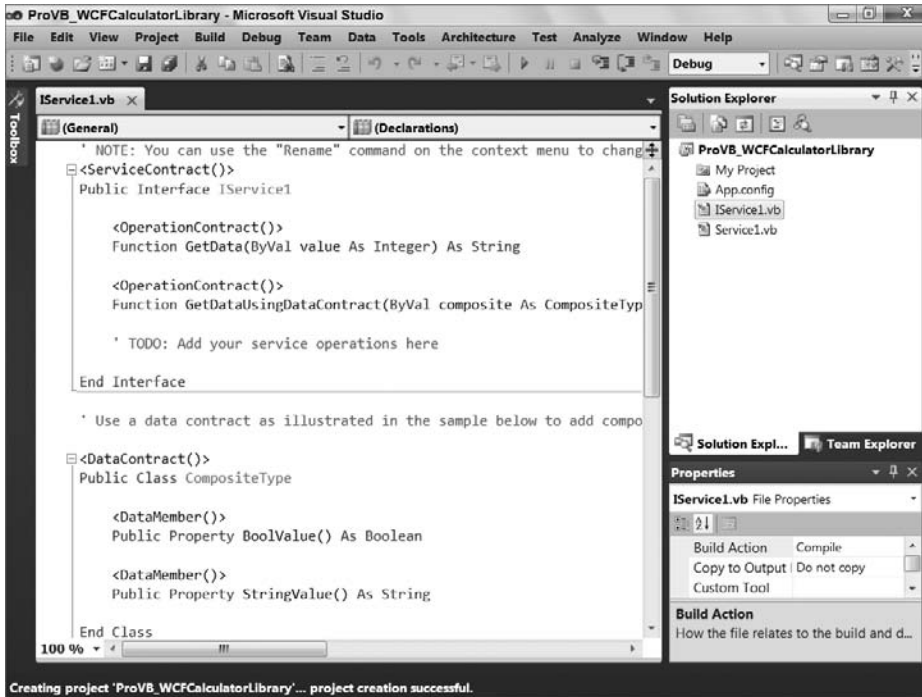 ProVB_WCFCalculatorLibrary - Microsoft Visual Studio
File Edit View Project Build Debug Team Data Tools Architecture Test Analyze Window Help
Debug
Toolbox
IService1.vb
(General) (Declarations)
' NOTE: You can use the "Rename" command on the context menu to chang
<ServiceContract()>
Public Interface IService1
<OperationContract()>
Function GetData(ByVal value As Integer) As String
<OperationContract()>
Function GetDataUsingDataContract(ByVal composite As CompositeTyp
' TODO: Add your service operations here
End Interface
' Use a data contract as illustrated in the sample below to add compo
<DataContract()>
Public Class CompositeType
<DataMember()>
Public Property BoolValue() As Boolean
<DataMember()>
Public Property StringValue() As String
End Class
100 %
Solution Explorer
ProVB_WCFCalculatorLibrary
My Project
App.config
IService1.vb
Service1.vb
Solution Expl... Team Explorer
Properties
IService1.vb File Properties
Build Action Compile
Copy to Output Do not copy
Custom Tool
Build Action
How the file relates to the build and d...
Creating project 'ProVB_WCFCalculatorLibrary'... project creation successful.